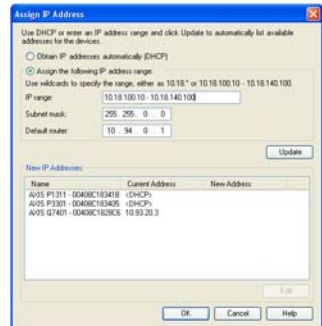 Assign IP Address
Use DHCP or enter an IP address range and click Update to automatically list available
addresses for the devices.
Obtain IP addresses automatically (DHCP)
Assign the following IP address range:
Use wildcards to specify the range, either as 10.18.* or 10.18.100.10 - 10.18.140.100.
IP range: 10.18.100.10 - 10.18.140.100
Subnet mask: 255 . 255 . 0 . 0
Default router: 10 . 94 . 0 . 1
Update
New IP Addresses
Name Current Address New Address
AXIS P1311 - 00408C18341B <DHCP>
AXIS P3301 - 00408C183405 <DHCP>
AXIS Q7401 - 00408C1828C6 10.93.20.3
Edit
OK Cancel Help